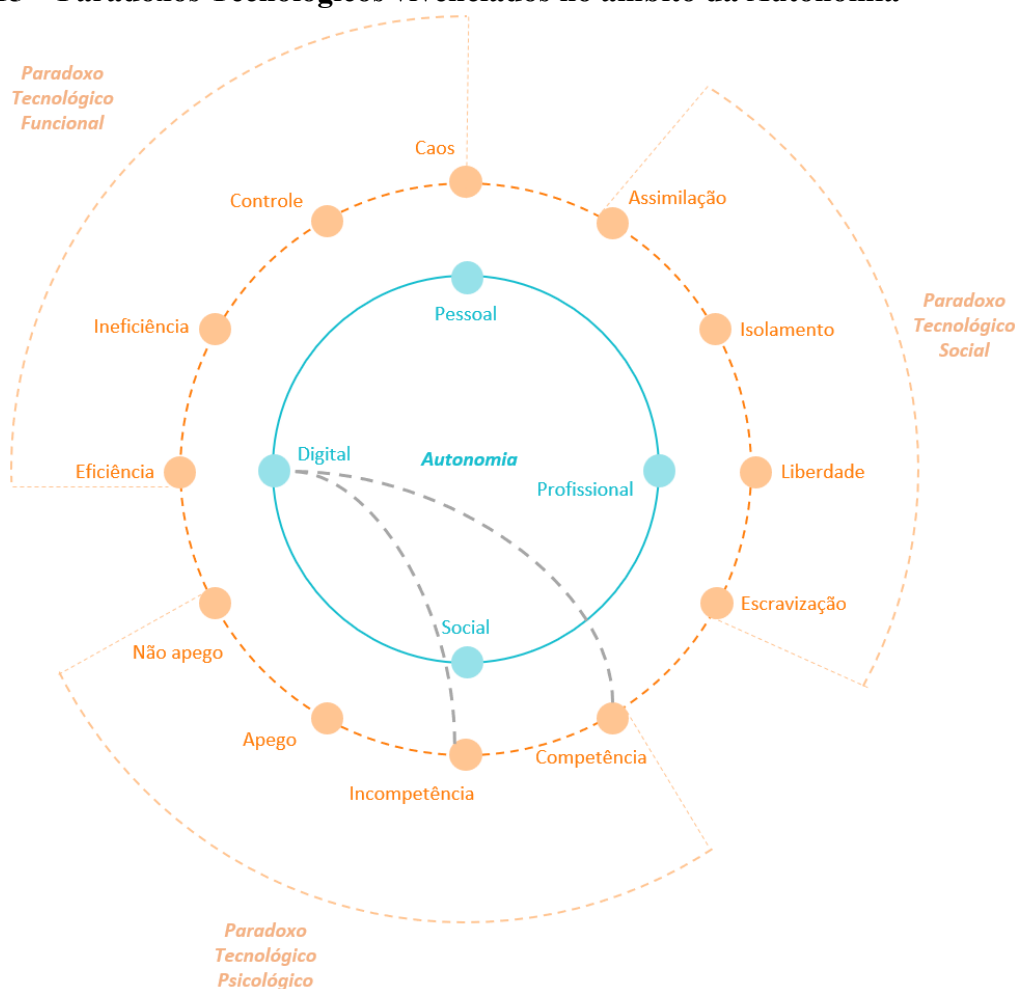 Paradoxos Tecnológicos vivenciados no âmbito da Autonomia
Paradoxo
Tecnológico
Funcional
Caos
Controle
Assimilação
Pessoal
Ineficiência
Isolamento
Paradoxo
Tecnológico
Social
Digital
Autonomia
Eficiência
Profissional
Liberdade
Social
Escravização
Não apego
Apego
Competência
Incompetência
Paradoxo
Tecnológico
Psicológico